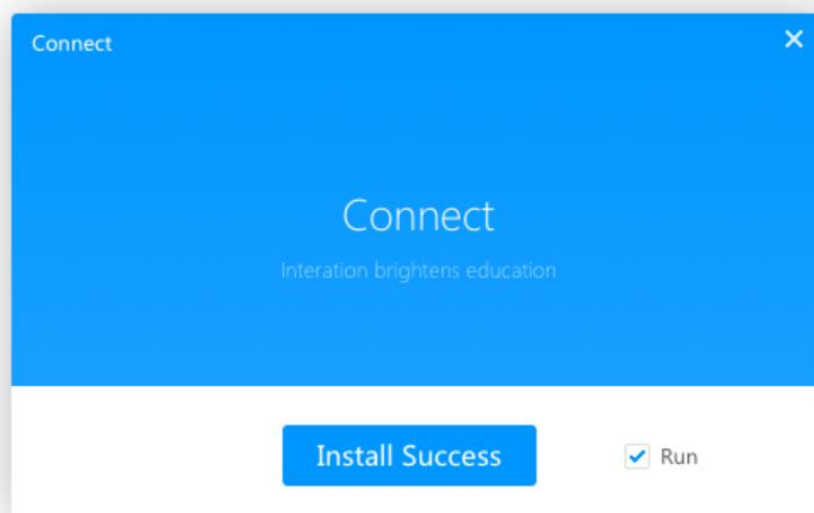 Connect
Connect
Interation brightens education
Install Success
Run